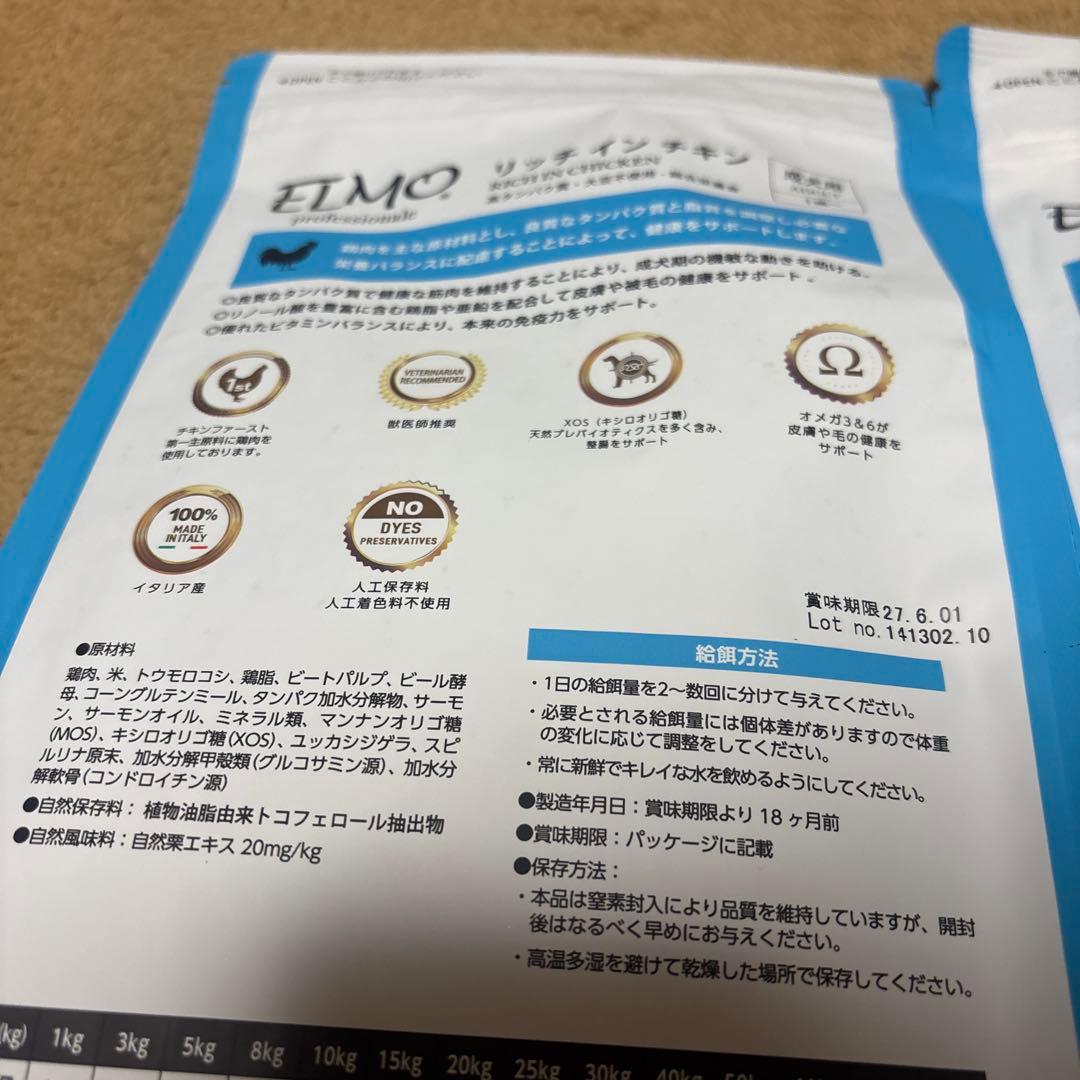 ELMO
professionale
リッチ イン チキン
RICH IN CHICKEN
成犬用
ADULT
筋肉を主な原材料とし、良質なタンパク質と脂質を
栄養バランスに配慮することによって、健康をサポートします。
○良質なタンパク質で健康な筋肉を維持することにより、成犬期の機敏な動きを助ける。
○リノール酸を豊富に含む鶏脂や亜鉛を配合して皮膚や被毛の健康をサポート。
○優れたビタミンバランスにより、本来の免疫力をサポート。
1st
チキンファースト
第一主原料に鶏肉を
使用しております。
VETERINARIAN
RECOMMENDED
獣医師推奨
XOS（キシロオリゴ糖）
天然プレバイオティクスを多く含み、
整腸をサポート
Ω
オメガ3＆6が
皮膚や毛の健康を
サポート
100%
MADE
IN ITALY
イタリア産
NO
DYES
PRESERVATIVES
人工保存料
人工着色料不使用
賞味期限27.6.01
Lot no.141302.10
●原材料
鶏肉、米、トウモロコシ、鶏脂、ビートパルプ、ビール酵
母、コーングルテンミール、タンパク加水分解物、サーモ
ン、サーモンオイル、ミネラル類、マンナンオリゴ糖
(MOS)、キシロオリゴ糖(XOS)、ユッカシジゲラ、スピ
ルリナ原末、加水分解甲殻類(グルコサミン源)、加水分
解軟骨(コンドロイチン源)
●自然保存料：植物油脂由来トコフェロール抽出物
●自然風味料：自然栗エキス 20mg/kg
給餌方法
・1日の給餌量を2〜数回に分けて与えてください。
・必要とされる給餌量には個体差がありますので体重
の変化に応じて調整をしてください。
・常に新鮮でキレイな水を飲めるようにしてください。
●製造年月日：賞味期限より 18 ヶ月前
●賞味期限：パッケージに記載
●保存方法：
・本品は窒素封入により品質を維持していますが、開封
後はなるべく早めにお与えください。
・高温多湿を避けて乾燥した場所で保存してください。
(kg) 1kg 3kg 5kg 8kg 10kg 15kg 20kg 25kg 30kg 40kg